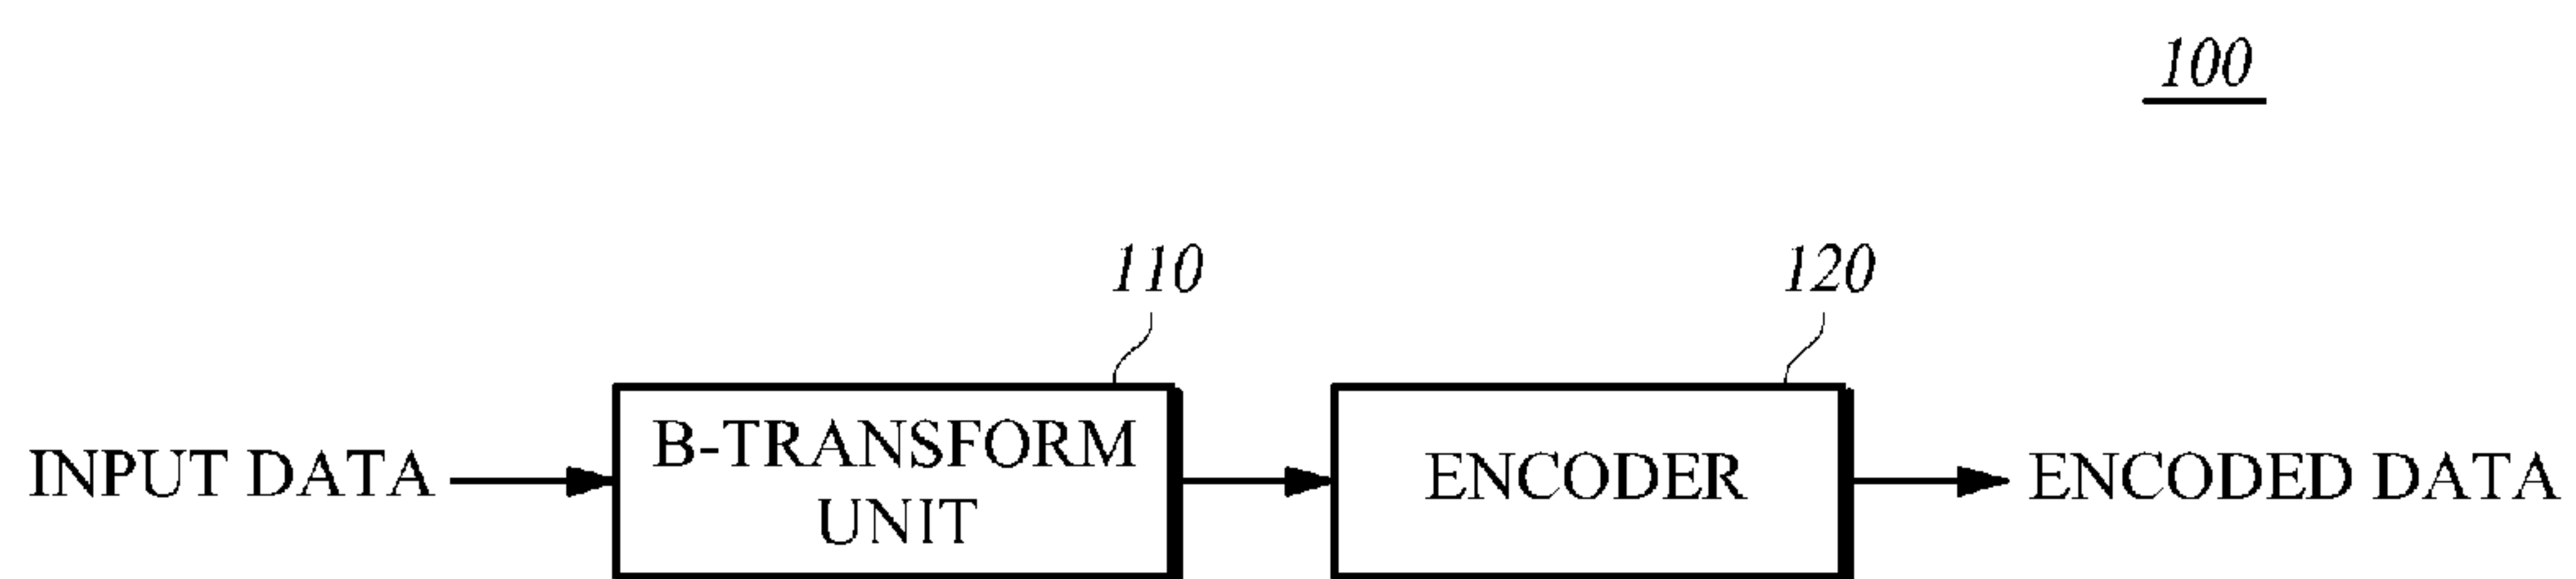 100
110
120
INPUT DATA
B-TRANSFORM
UNIT
ENCODER
ENCODED DATA